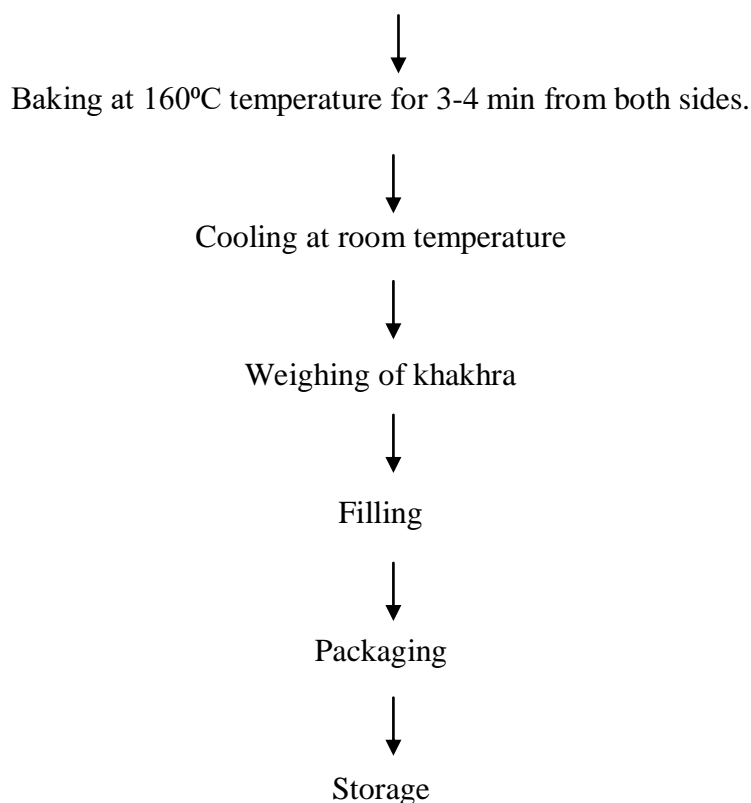 Baking at 160⁰C temperature for 3-4 min from both sides.
Cooling at room temperature
Weighing of khakhra
Filling
Packaging
Storage